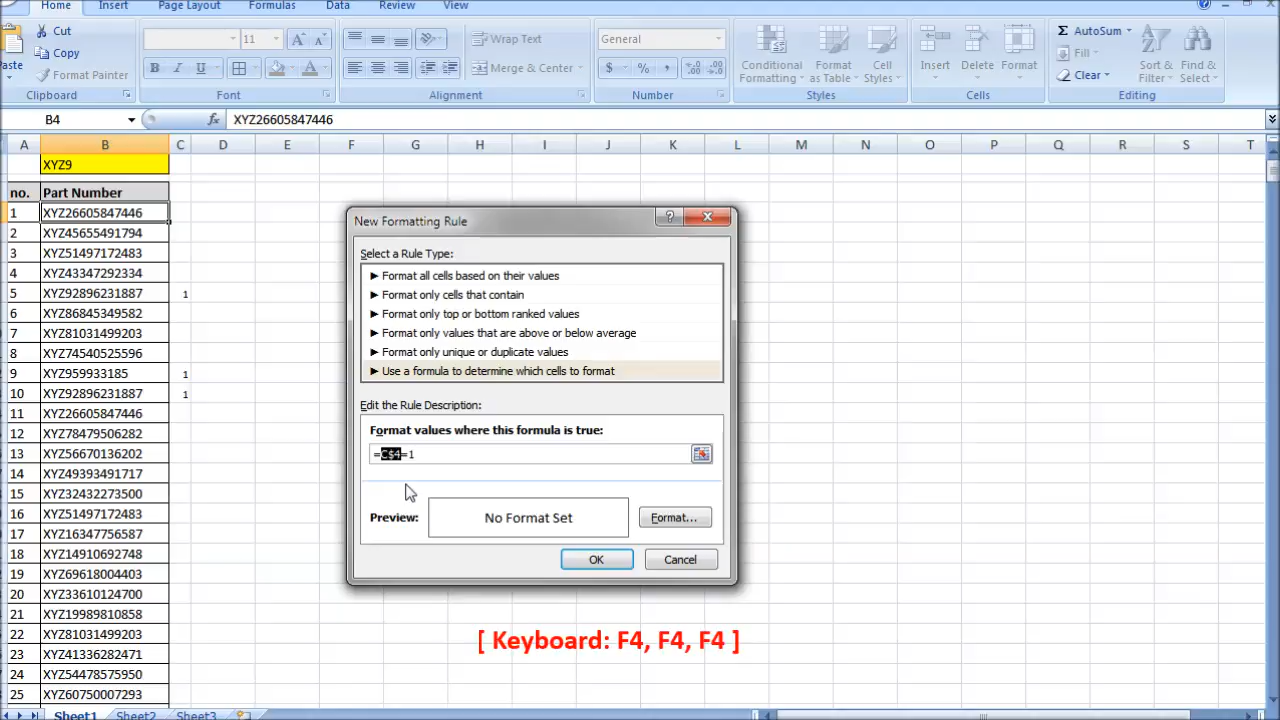 Home Insert Page Layout Formulas Data Review View
Cut
Copy
Format Painter
Paste
Clipboard
11 A A
B I U A
Font
Wrap Text
Merge & Center
Alignment
General
$ % ,
Number
Conditional Formatting
Format as Table
Cell Styles
Styles
Insert Delete Format
Cells
Σ AutoSum
Fill
Clear
Sort & Filter
Find & Select
Editing
B4 fx XYZ26605847446
A B C D E F G H I J K L M N O P Q R S T
XYZ9
no. Part Number
1 XYZ26605847446
2 XYZ45655491794
3 XYZ51497172483
4 XYZ43347292334
5 XYZ92896231887 1
6 XYZ86845349582
7 XYZ81031499203
8 XYZ74540525596
9 XYZ959933185 1
10 XYZ92896231887 1
11 XYZ26605847446
12 XYZ78479506282
13 XYZ56670136202
14 XYZ49393491717
15 XYZ32432273500
16 XYZ51497172483
17 XYZ16347756587
18 XYZ14910692748
19 XYZ69618004403
20 XYZ33610124700
21 XYZ19989810858
22 XYZ81031499203
23 XYZ41336282471
24 XYZ54478575950
25 XYZ60750007293
New Formatting Rule
Select a Rule Type:
► Format all cells based on their values
► Format only cells that contain
► Format only top or bottom ranked values
► Format only values that are above or below average
► Format only unique or duplicate values
► Use a formula to determine which cells to format
Edit the Rule Description:
Format values where this formula is true:
=C$4=1
Preview: No Format Set Format...
OK Cancel
[ Keyboard: F4, F4, F4 ]
Sheet1 Sheet2 Sheet3